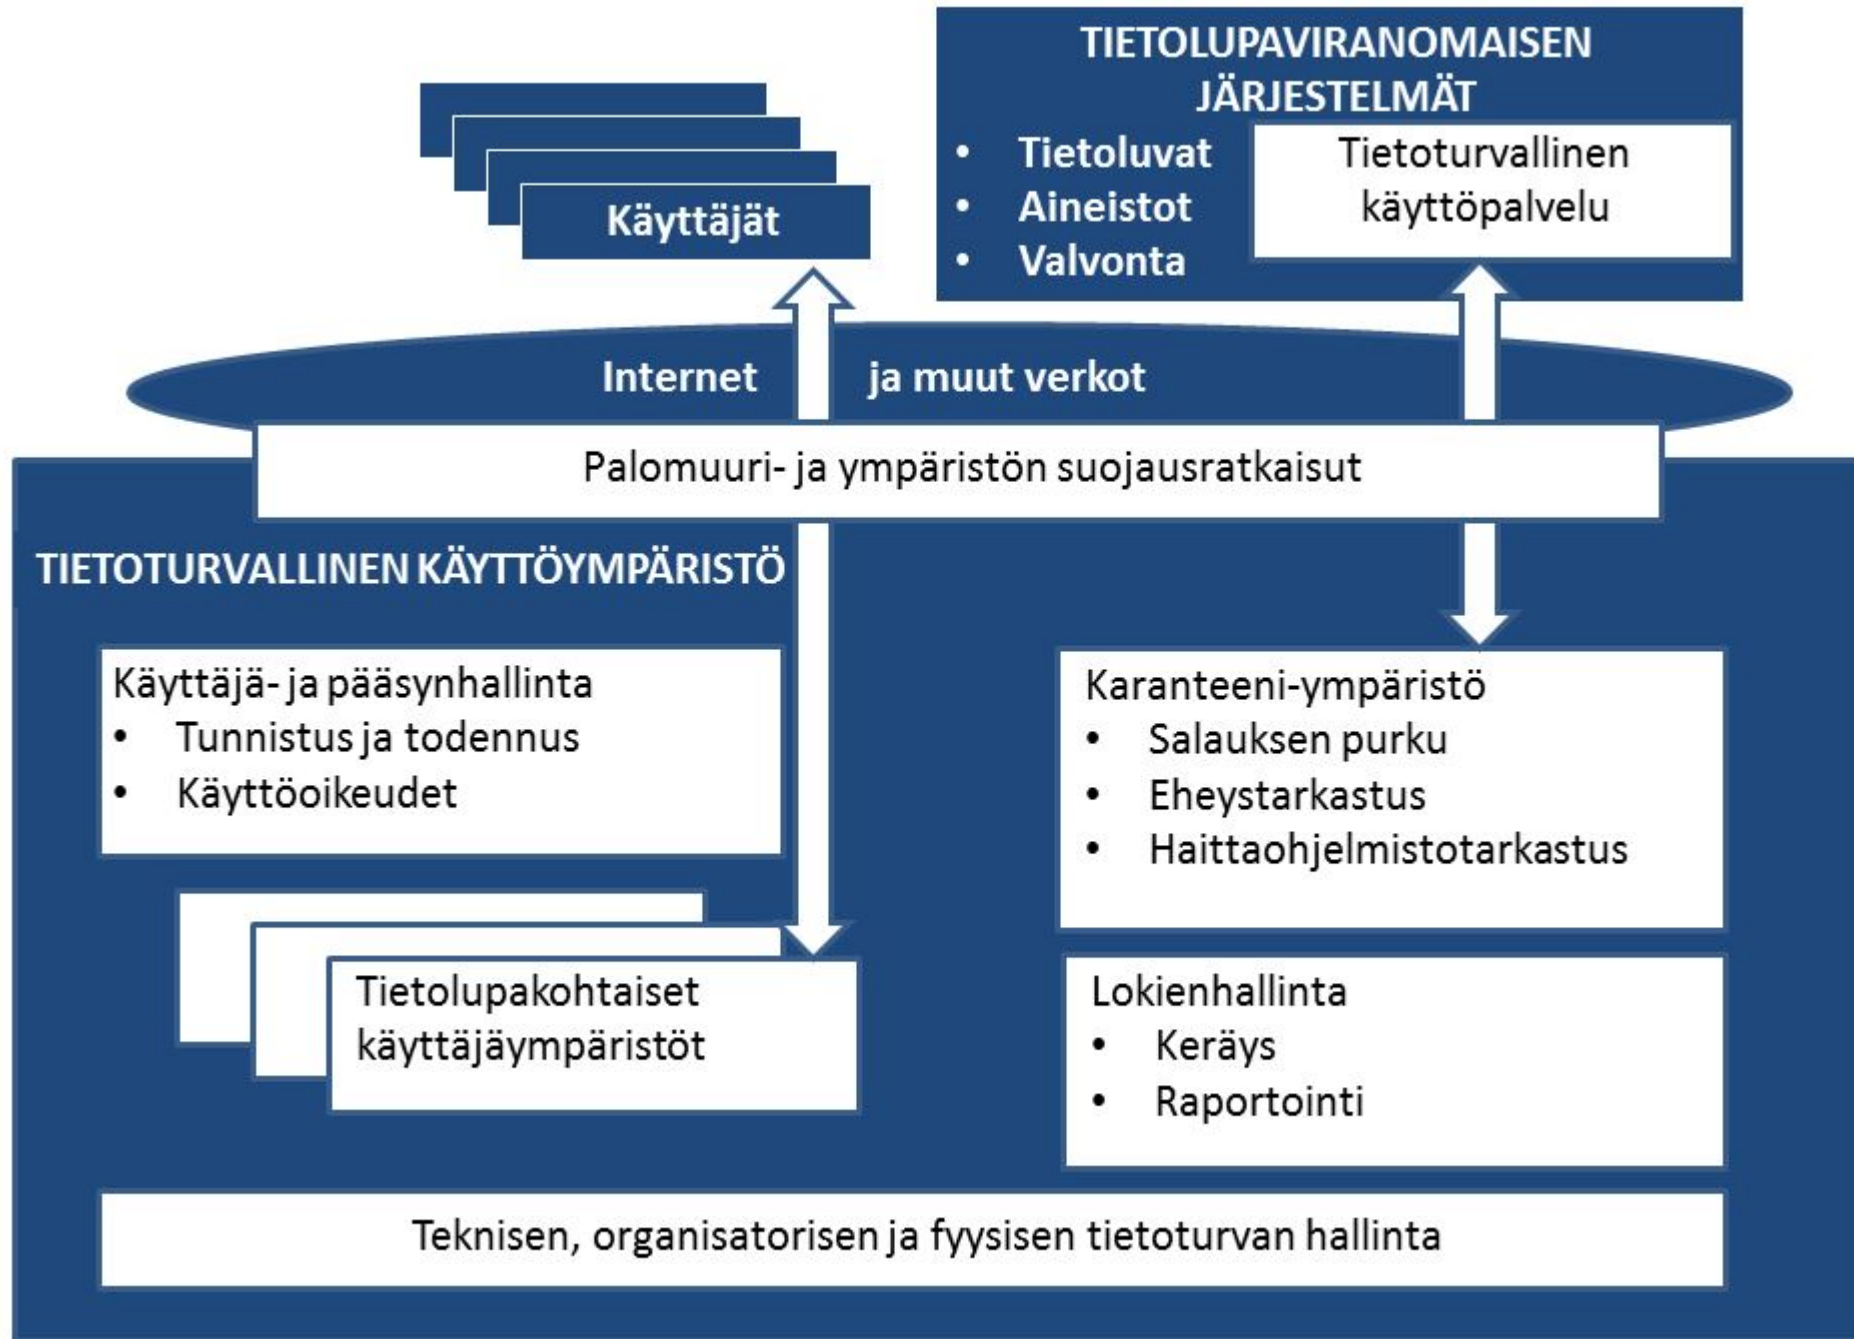 TIETOLUPAVIRANOMAISEN
JÄRJESTELMÄT
• Tietoluvat
• Aineistot
• Valvonta
Tietoturvallinen
käyttöpalvelu
Käyttäjät
Internet ja muut verkot
Palomuuri- ja ympäristön suojausratkaisut
TIETOTURVALLINEN KÄYTTÖYMPÄRISTÖ
Käyttäjä- ja pääsynhallinta
• Tunnistus ja todennus
• Käyttöoikeudet
Karanteeni-ympäristö
• Salauksen purku
• Eheystarkastus
• Haittaohjelmistotarkastus
Tietolupakohtaiset
käyttäjäympäristöt
Lokienhallinta
• Keräys
• Raportointi
Teknisen, organisatorisen ja fyysisen tietoturvan hallinta